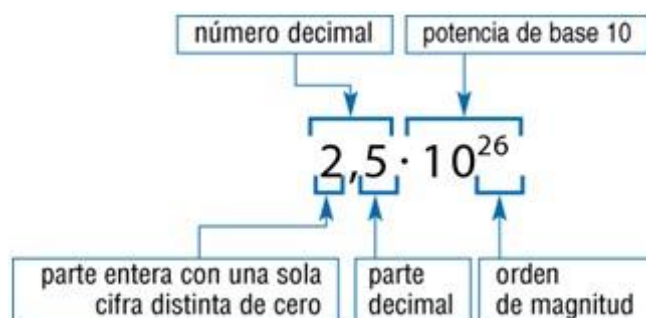 número decimal
potencia de base 10
2,5 · 10²⁶
parte entera con una sola
cifra distinta de cero
parte
decimal
orden
de magnitud